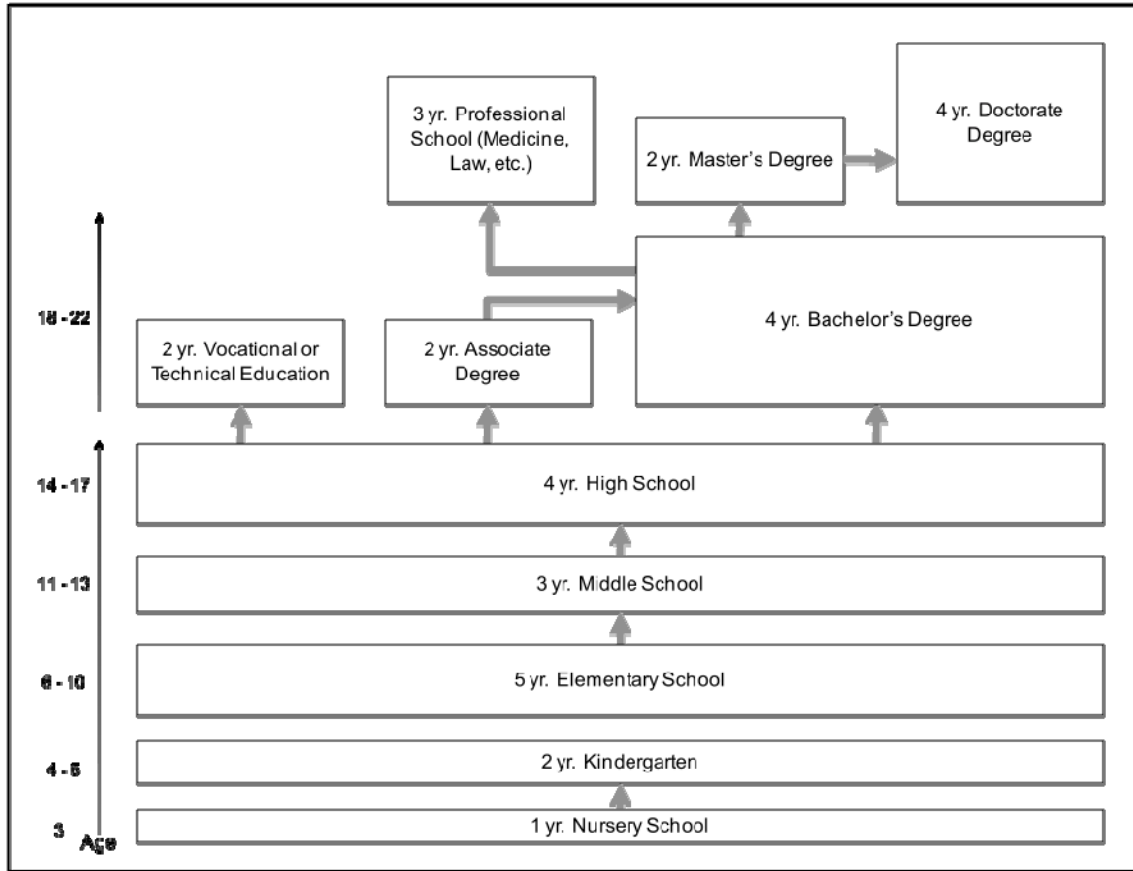 3 yr. Professional
School (Medicine,
Law, etc.)
2 yr. Master's Degree
4 yr. Doctorate
Degree
18 - 22
2 yr. Vocational or
Technical Education
2 yr. Associate
Degree
4 yr. Bachelor's Degree
14 - 17
4 yr. High School
11 - 13
3 yr. Middle School
6 - 10
5 yr. Elementary School
4 - 5
2 yr. Kindergarten
3
1 yr. Nursery School
Age